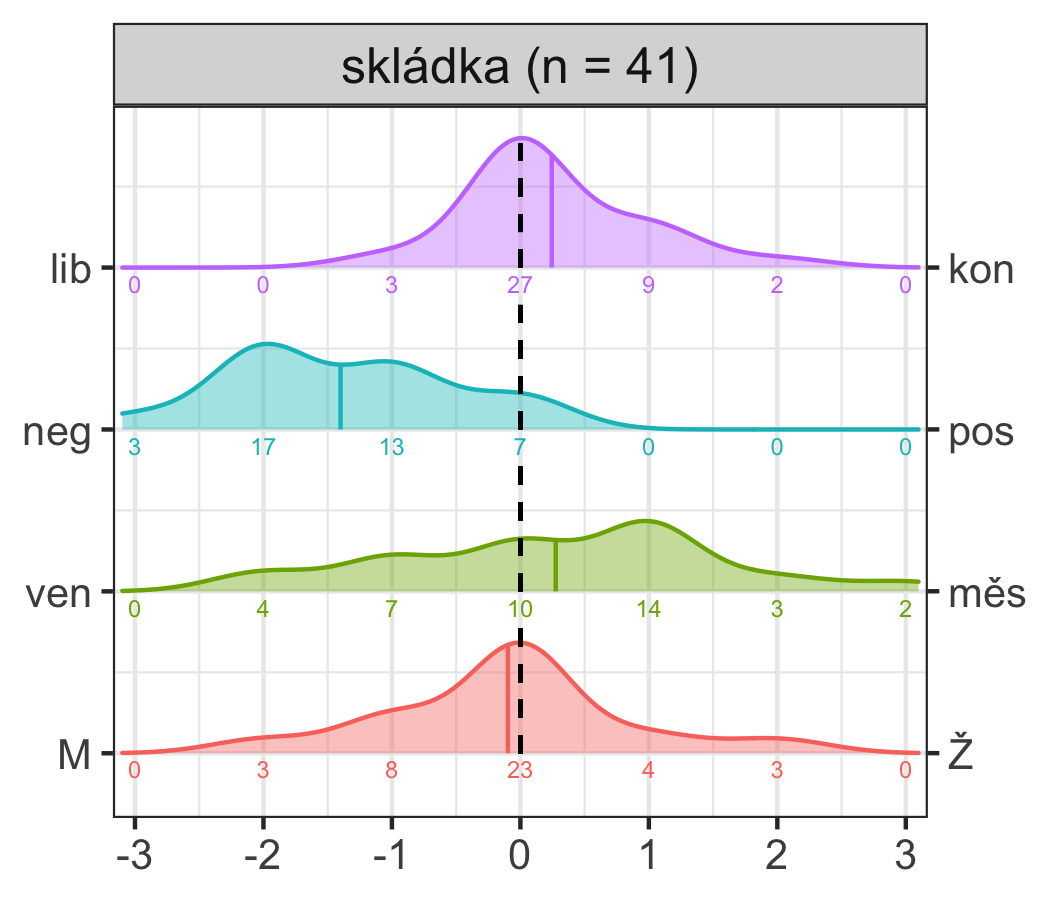 skládka (n = 41)
lib kon
0 0 3 27 9 2 0
neg pos
3 17 13 7 0 0 0
ven měs
0 4 7 10 14 3 2
M Ž
0 3 8 23 4 3 0
-3 -2 -1 0 1 2 3